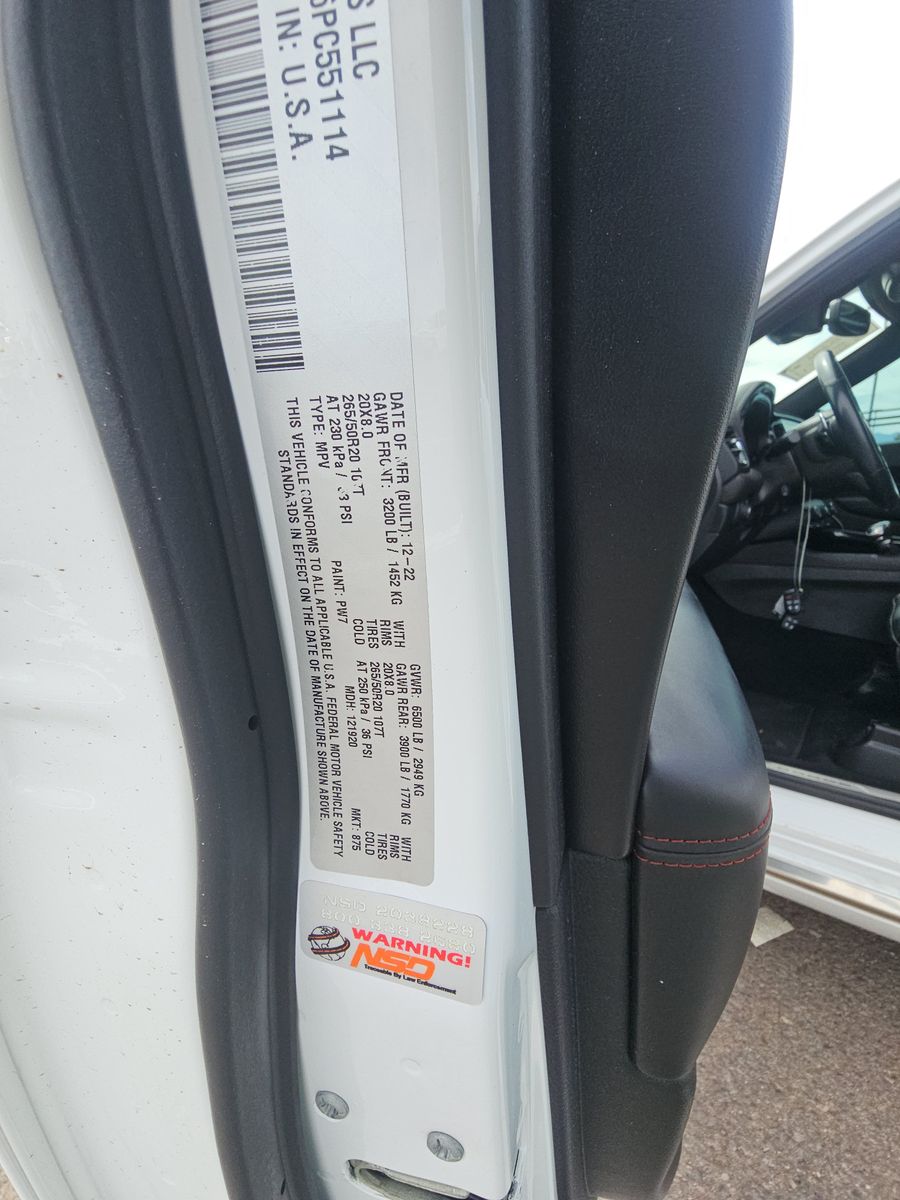 S LLC
6PC551114
IN: U.S.A.
DATE OF MFR (BUILT): 12-22 GVWR: 6500 LB / 2949 KG
GAWR FRONT: 3200 LB / 1452 KG WITH GAWR REAR: 3900 LB / 1770 KG WITH
20X8.0 RIMS 20X8.0 RIMS
265/50R20 107T TIRES 265/50R20 107T TIRES
AT 230 kPa / 33 PSI COLD AT 250 kPa / 36 PSI COLD
TYPE: MPV PAINT: PW7 MDH: 121920 MKT: 875
THIS VEHICLE CONFORMS TO ALL APPLICABLE U.S.A. FEDERAL MOTOR VEHICLE SAFETY
STANDARDS IN EFFECT ON THE DATE OF MANUFACTURE SHOWN ABOVE.
NSD
WARNING!
NSD
Traceable By Law Enforcement